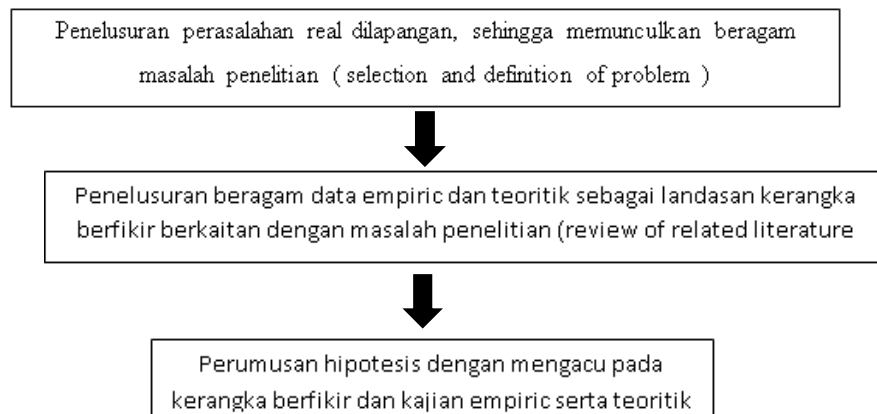 Penelusuran perasalahan real dilapangan, sehingga memunculkan beragam
masalah penelitian ( selection and definition of problem )
Penelusuran beragam data empiric dan teoritik sebagai landasan kerangka
berfikir berkaitan dengan masalah penelitian (review of related literature
Perumusan hipotesis dengan mengacu pada
kerangka berfikir dan kajian empiric serta teoritik